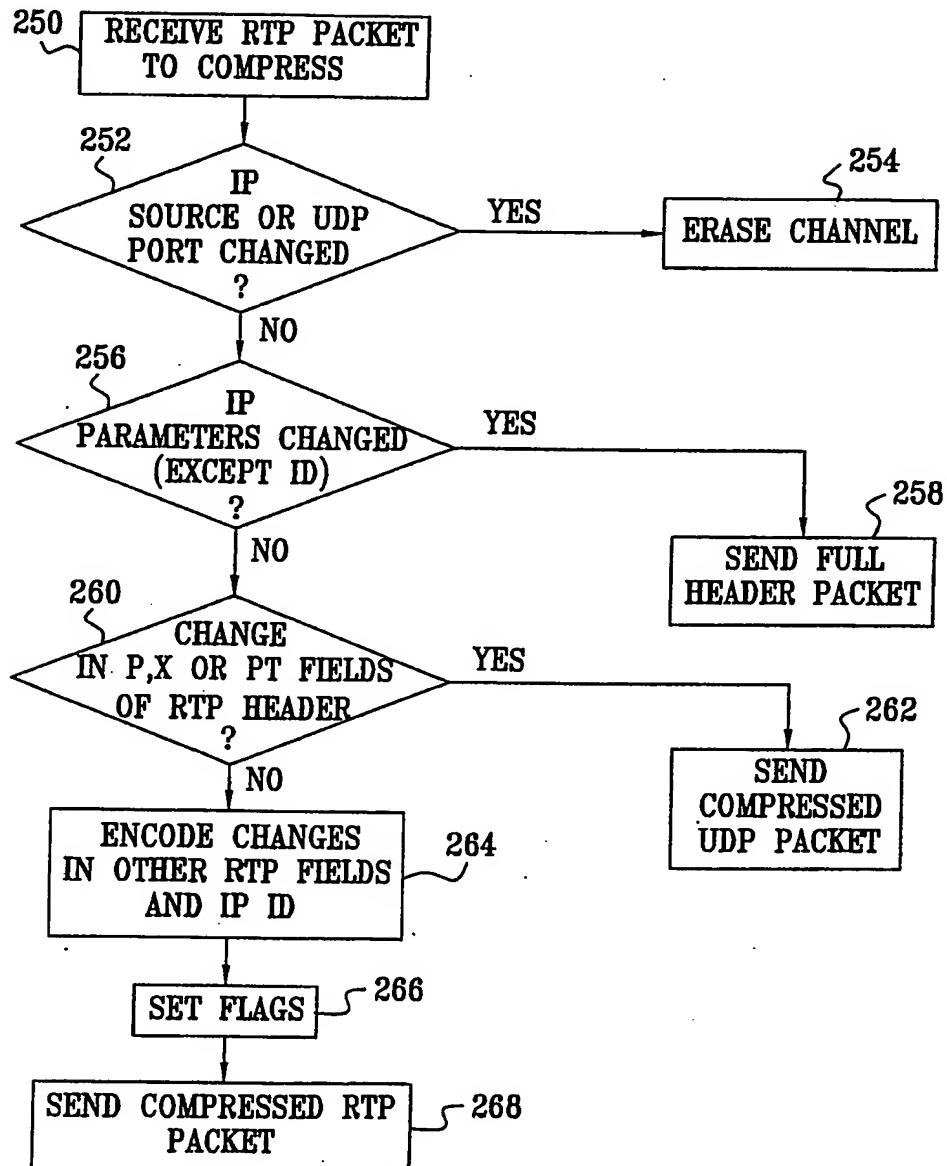 250
RECEIVE RTP PACKET
TO COMPRESS
252
IP
SOURCE OR UDP
PORT CHANGED
?
YES
254
ERASE CHANNEL
NO
256
IP
PARAMETERS CHANGED
(EXCEPT ID)
?
YES
258
SEND FULL
HEADER PACKET
NO
260
CHANGE
IN P,X OR PT FIELDS
OF RTP HEADER
?
YES
262
SEND
COMPRESSED
UDP PACKET
NO
ENCODE CHANGES
IN OTHER RTP FIELDS
AND IP ID
264
SET FLAGS
266
SEND COMPRESSED RTP
PACKET
268